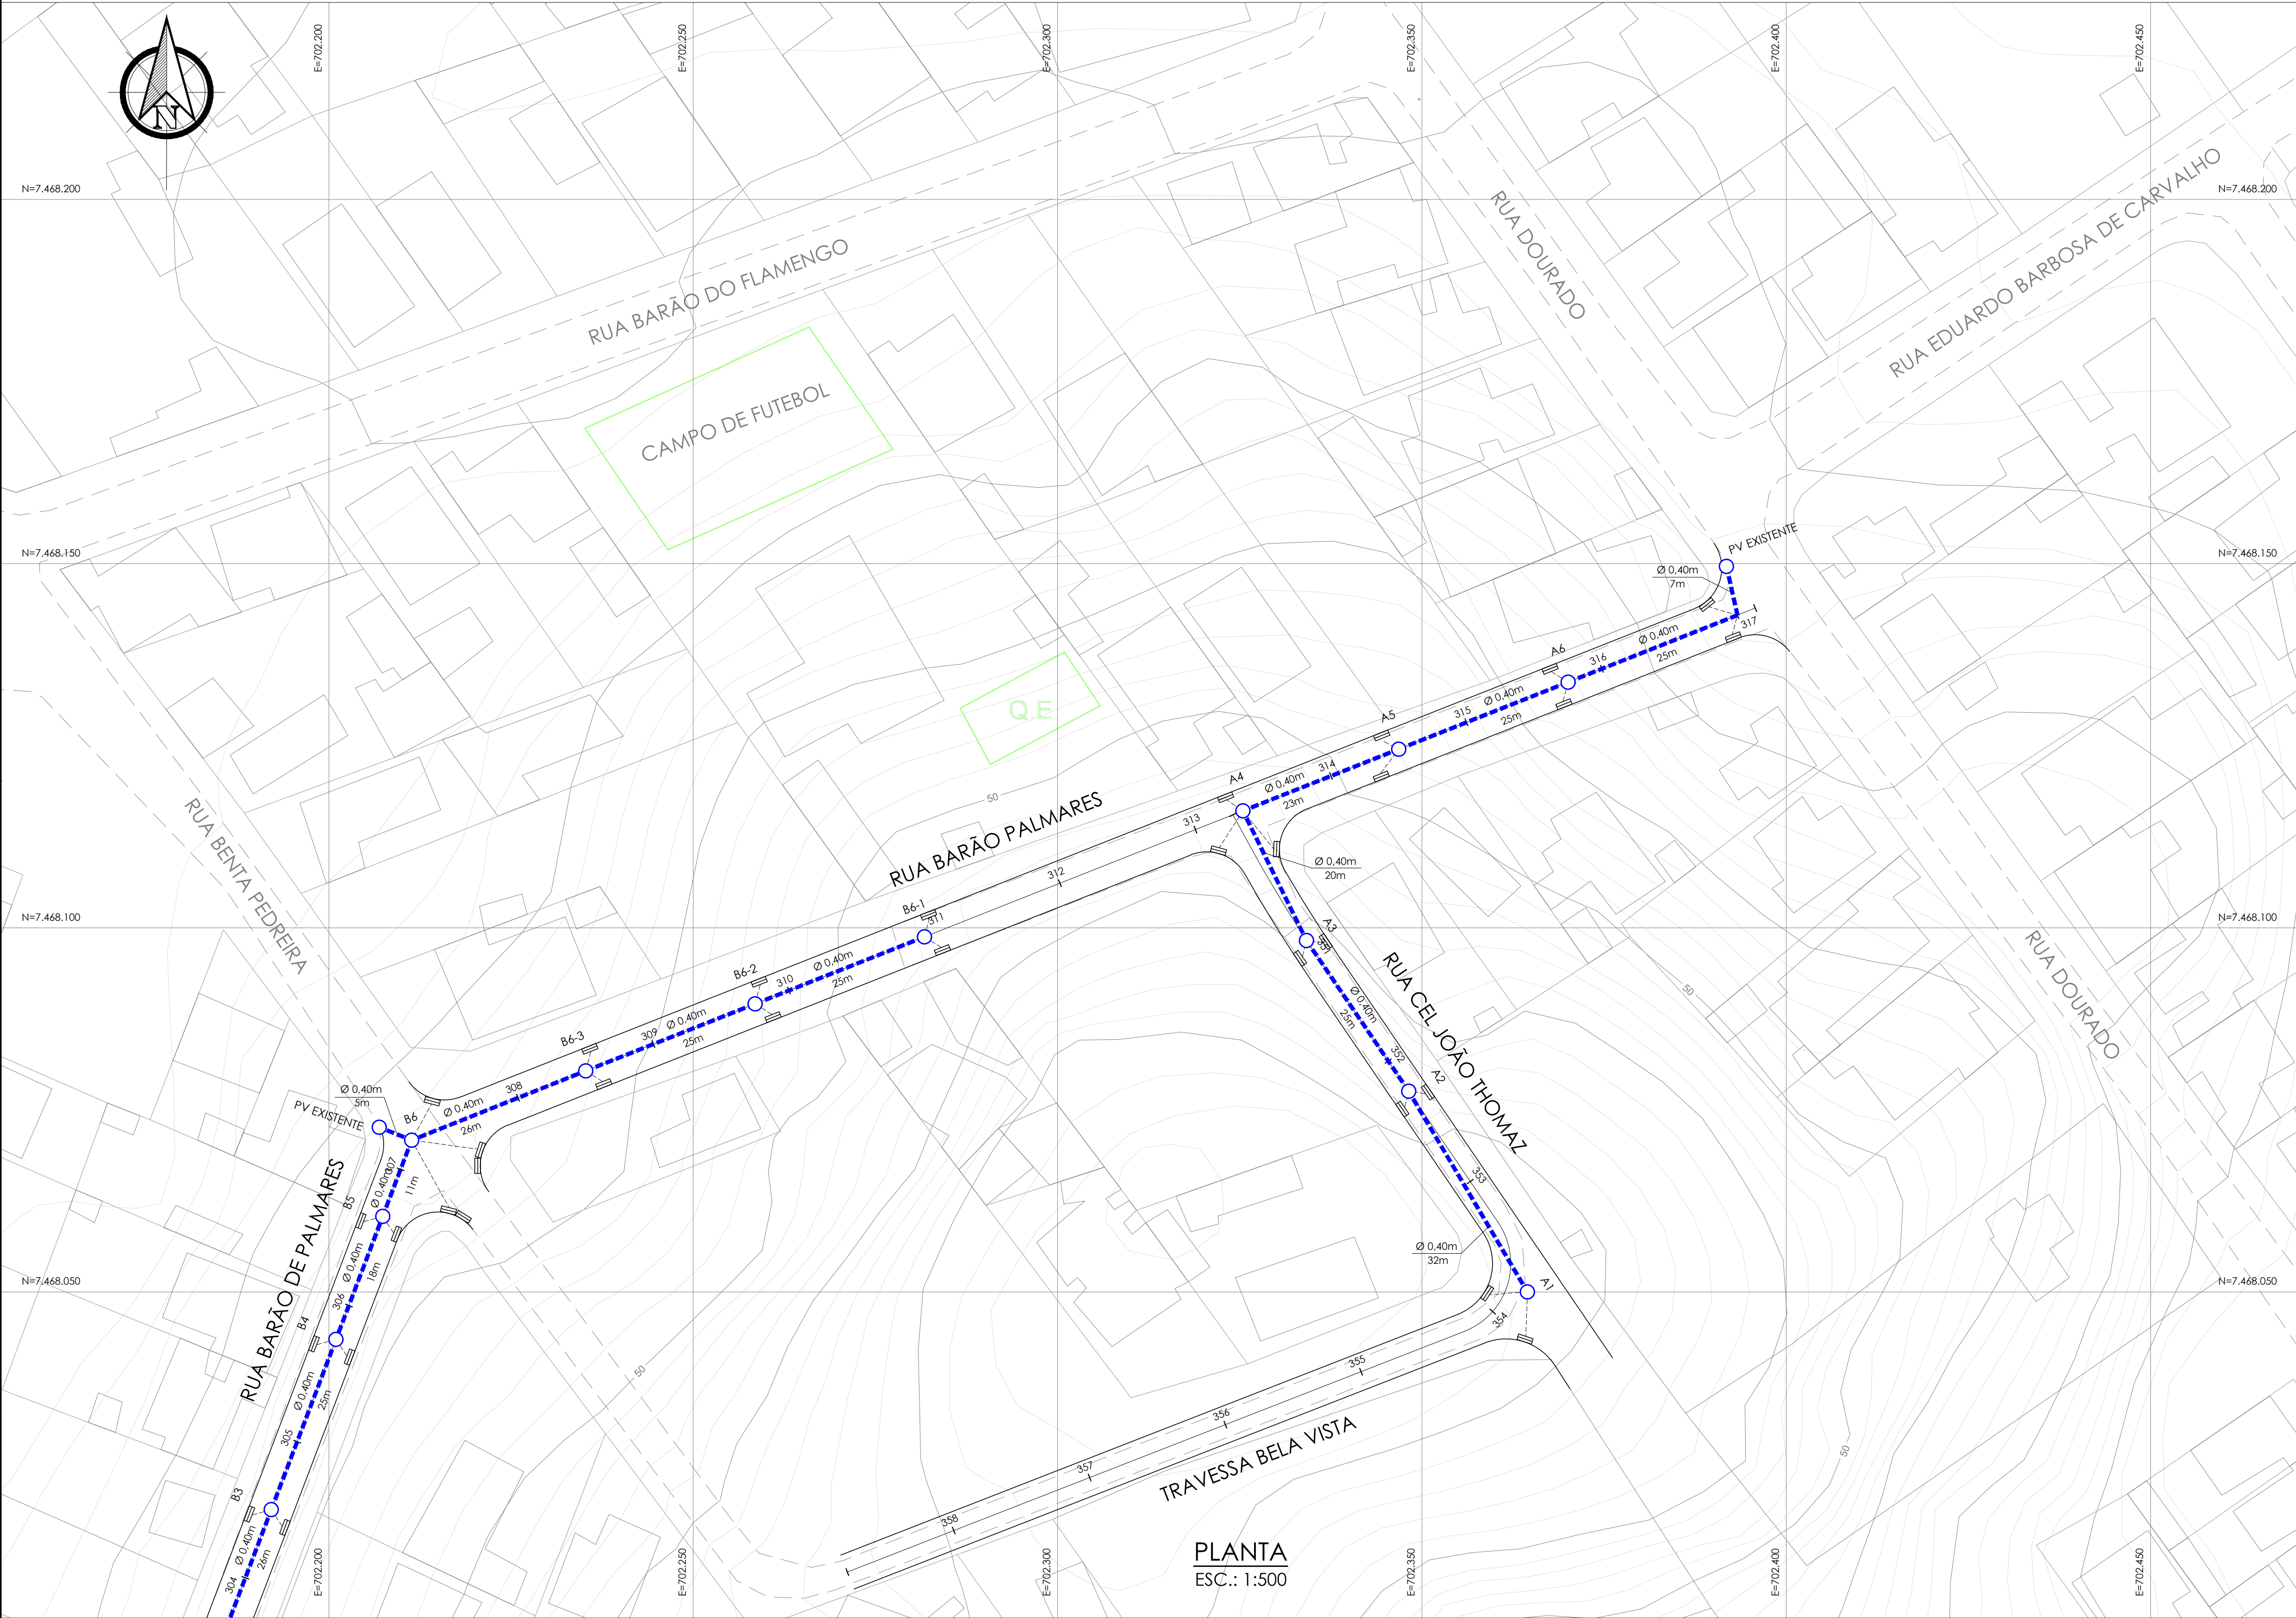 E=702.200
E=702.250
E=702.300
E=702.350
E=702.400
E=702.450
N
N=7.468.200
N=7.468.200
RUA BARÃO DO FLAMENGO
RUA DOURADO
RUA EDUARDO BARBOSA DE CARVALHO
CAMPO DE FUTEBOL
N=7.468.150
N=7.468.150
PV EXISTENTE
Ø 0,40m
7m
317
Ø 0,40m
25m
316
A6
Ø 0,40m
25m
315
A5
Q.E.
314
Ø 0,40m
23m
A4
50
313
RUA BARÃO PALMARES
RUA BENTA PEDREIRA
312
Ø 0,40m
20m
N=7.468.100
N=7.468.100
B6-1
311
A3
351
RUA CEL JOÃO THOMAZ
RUA DOURADO
B6-2
310
Ø 0,40m
25m
50
Ø 0,40m
25m
B6-3
309
Ø 0,40m
25m
352
A2
308
Ø 0,40m
26m
Ø 0,40m
5m
PV EXISTENTE
B6
307
Ø 0,40m
11m
B5
353
RUA BARÃO DE PALMARES
Ø 0,40m
18m
Ø 0,40m
32m
N=7.468.050
N=7.468.050
A1
306
B4
354
50
355
Ø 0,40m
25m
305
356
TRAVESSA BELA VISTA
50
357
B3
358
Ø 0,40m
26m
304
PLANTA
ESC.: 1:500
E=702.200
E=702.250
E=702.300
E=702.350
E=702.400
E=702.450